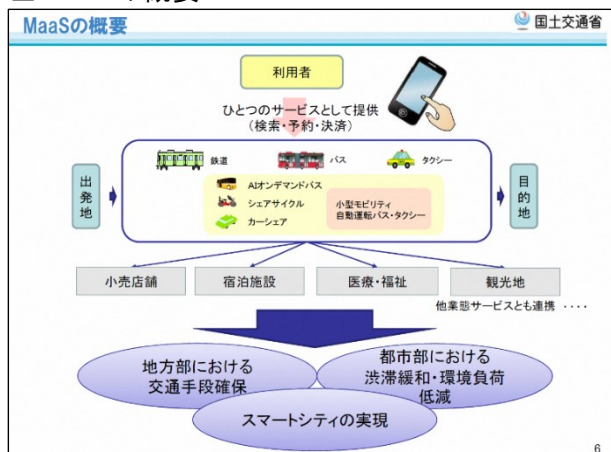 MaaSの概要
国土交通省
利用者
ひとつのサービスとして提供
(検索・予約・決済)
鉄道
バス
タクシー
出発地
AIオンデマンドバス
シェアサイクル
カーシェア
小型モビリティ
自動運転バス・タクシー
目的地
小売店舗
宿泊施設
医療・福祉
観光地
他業態サービスとも連携 ‥‥
地方部における
交通手段確保
都市部における
渋滞緩和・環境負荷
低減
スマートシティの実現
6